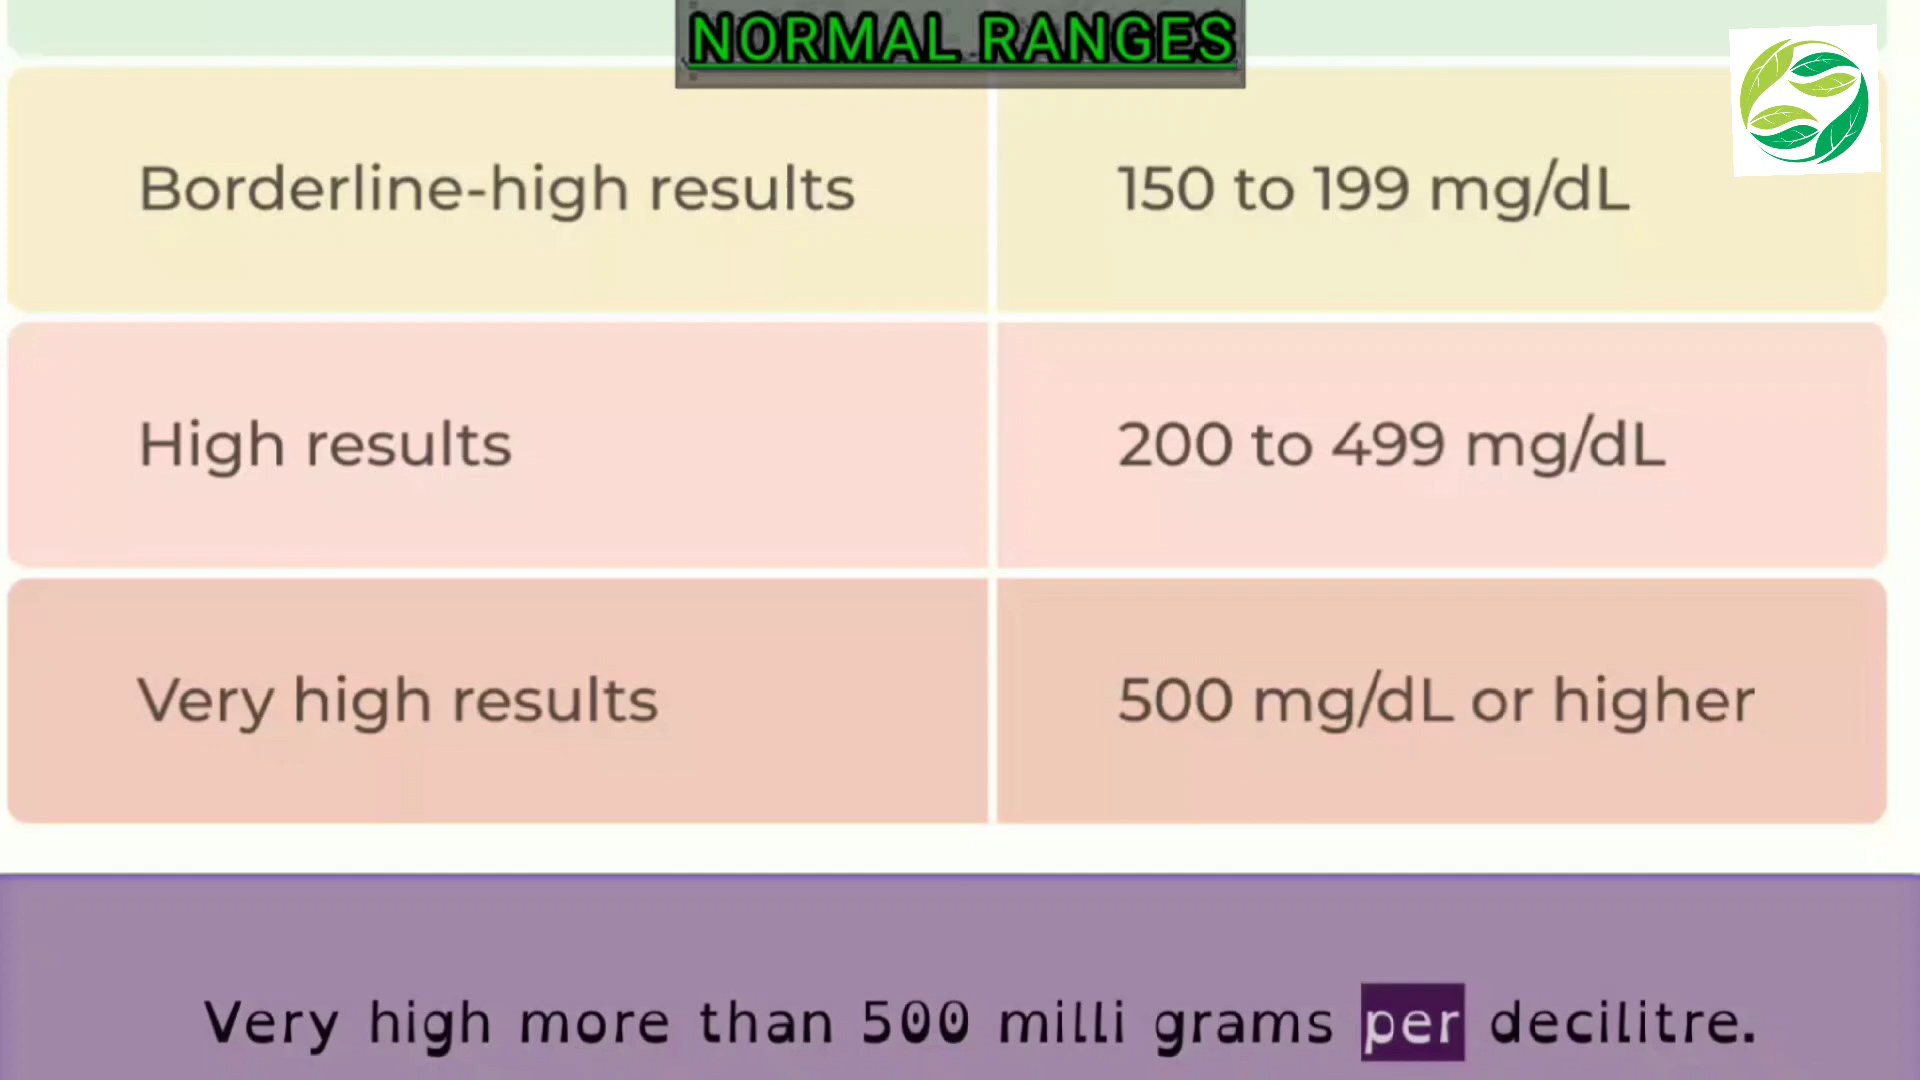 NORMAL RANGES
Borderline-high results 150 to 199 mg/dL
High results 200 to 499 mg/dL
Very high results 500 mg/dL or higher
Very high more than 500 milli grams per decilitre.